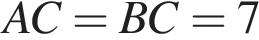 AC = BC = 7